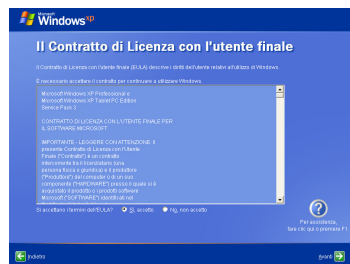 Microsoft
Windows xp
Il Contratto di Licenza con l'utente finale
Il Contratto di Licenza con l'utente finale (EULA) descrive i diritti dell'utente relativi all'utilizzo di Windows.
È necessario accettare il contratto per continuare a utilizzare Windows.
Microsoft Windows XP Professional e
Microsoft Windows XP Tablet PC Edition
Service Pack 3
CONTRATTO DI LICENZA CON L'UTENTE FINALE PER
IL SOFTWARE MICROSOFT
IMPORTANTE - LEGGERE CON ATTENZIONE: Il
presente Contratto di Licenza con l'Utente
Finale ("Contratto") è un contratto
intercorrente tra il licenziatario (una
persona fisica o giuridica) e il produttore
("Produttore") del computer o di un suo
componente ("HARDWARE") presso il quale si è
acquistato il prodotto o i prodotti software
Microsoft ("SOFTWARE") identificati nel
Si accettano i termini dell'EULA? Sì, accetto No, non accetto
Per assistenza,
fare clic qui o premere F1.
Indietro
Avanti